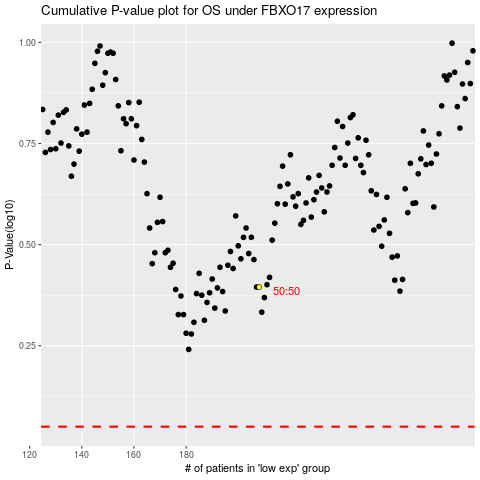 Cumulative P-value plot for OS under FBXO17 expression
P-Value(log10)
1.00
0.75
0.50
0.25
50:50
120 140 160 180
# of patients in 'low exp' group